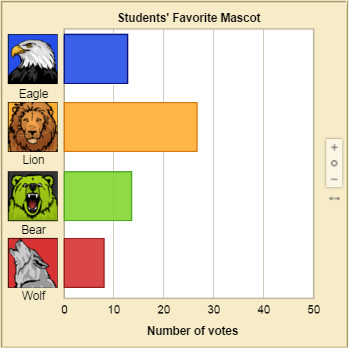 Students' Favorite Mascot
Eagle
Lion
Bear
Wolf
0 10 20 30 40 50
Number of votes